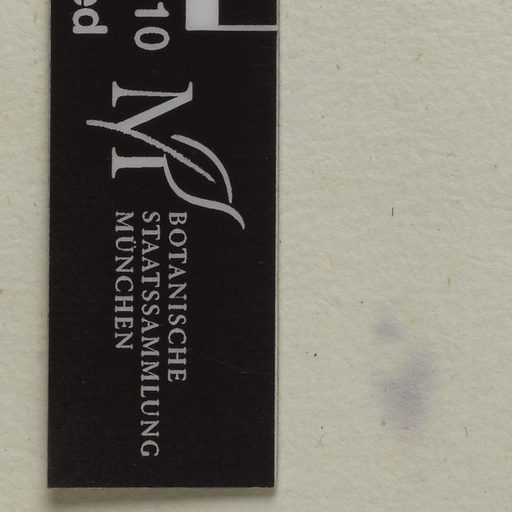 10
ed
M
BOTANISCHE
STAATSSAMMLUNG
MÜNCHEN